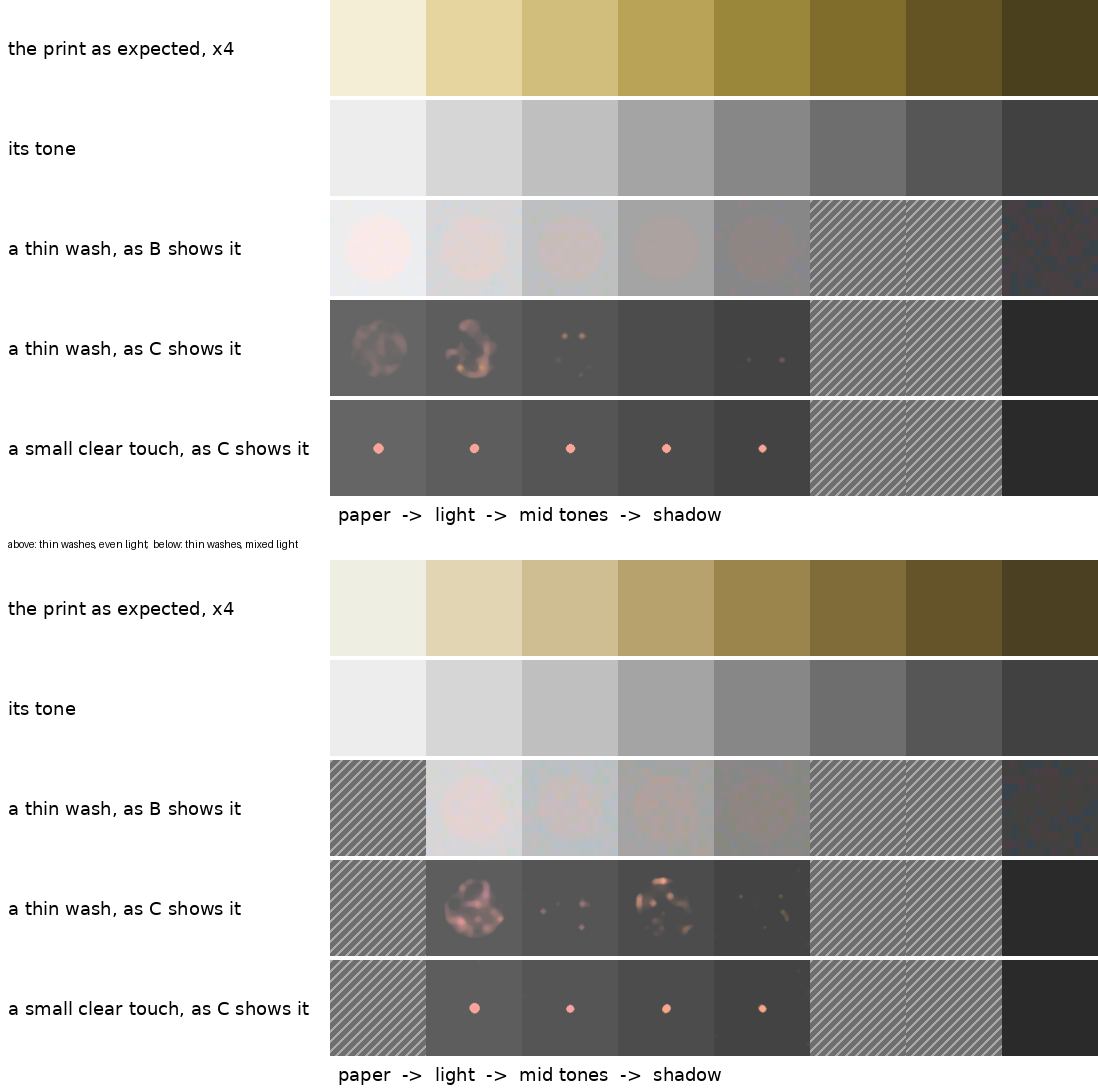 the print as expected, x4
its tone
a thin wash, as B shows it
a thin wash, as C shows it
a small clear touch, as C shows it
paper -> light -> mid tones -> shadow
above: thin washes, even light; below: thin washes, mixed light
the print as expected, x4
its tone
a thin wash, as B shows it
a thin wash, as C shows it
a small clear touch, as C shows it
paper -> light -> mid tones -> shadow